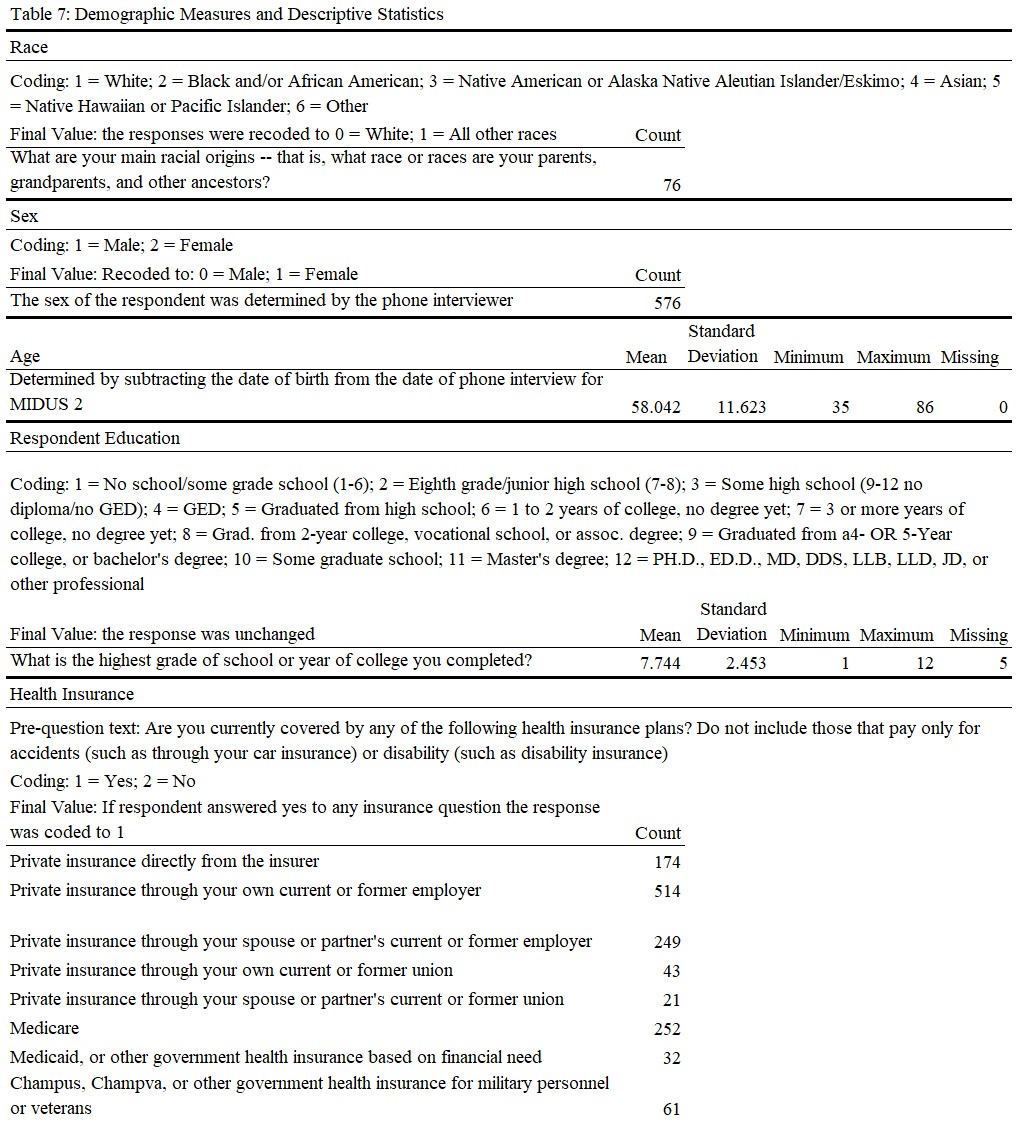 Table 7: Demographic Measures and Descriptive Statistics
Race
Coding: 1 = White; 2 = Black and/or African American; 3 = Native American or Alaska Native Aleutian Islander/Eskimo; 4 = Asian; 5
= Native Hawaiian or Pacific Islander; 6 = Other
Final Value: the responses were recoded to 0 = White; 1 = All other races Count
What are your main racial origins -- that is, what race or races are your parents,
grandparents, and other ancestors? 76
Sex
Coding: 1 = Male; 2 = Female
Final Value: Recoded to: 0 = Male; 1 = Female Count
The sex of the respondent was determined by the phone interviewer 576
Standard
Age Mean Deviation Minimum Maximum Missing
Determined by subtracting the date of birth from the date of phone interview for
MIDUS 2 58.042 11.623 35 86 0
Respondent Education
Coding: 1 = No school/some grade school (1-6); 2 = Eighth grade/junior high school (7-8); 3 = Some high school (9-12 no
diploma/no GED); 4 = GED; 5 = Graduated from high school; 6 = 1 to 2 years of college, no degree yet; 7 = 3 or more years of
college, no degree yet; 8 = Grad. from 2-year college, vocational school, or assoc. degree; 9 = Graduated from a4- OR 5-Year
college, or bachelor's degree; 10 = Some graduate school; 11 = Master's degree; 12 = PH.D., ED.D., MD, DDS, LLB, LLD, JD, or
other professional
Standard
Final Value: the response was unchanged Mean Deviation Minimum Maximum Missing
What is the highest grade of school or year of college you completed? 7.744 2.453 1 12 5
Health Insurance
Pre-question text: Are you currently covered by any of the following health insurance plans? Do not include those that pay only for
accidents (such as through your car insurance) or disability (such as disability insurance)
Coding: 1 = Yes; 2 = No
Final Value: If respondent answered yes to any insurance question the response
was coded to 1 Count
Private insurance directly from the insurer 174
Private insurance through your own current or former employer 514
Private insurance through your spouse or partner's current or former employer 249
Private insurance through your own current or former union 43
Private insurance through your spouse or partner's current or former union 21
Medicare 252
Medicaid, or other government health insurance based on financial need 32
Champus, Champva, or other government health insurance for military personnel
or veterans 61